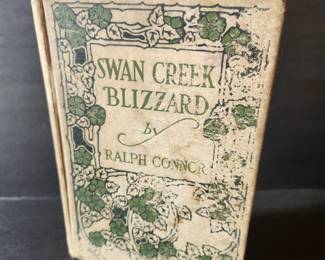 SWAN CREEK
BLIZZARD
By
RALPH CONNOR